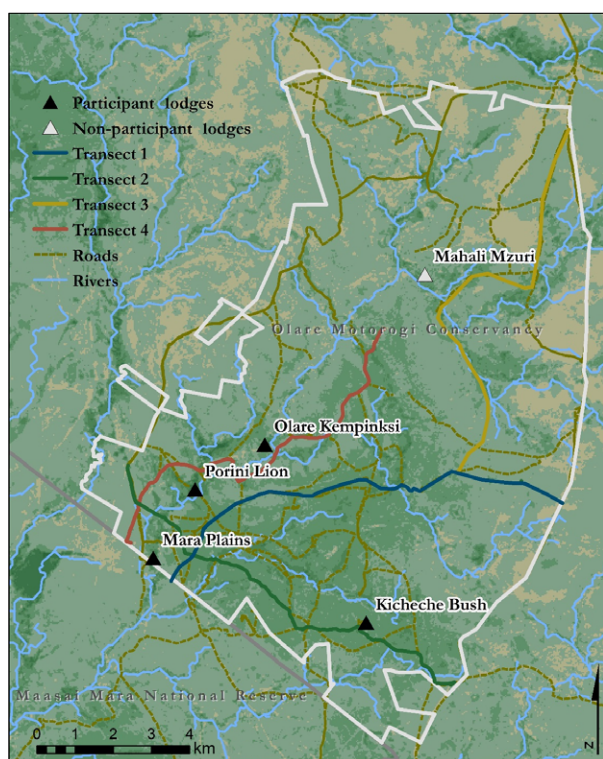 Participant lodges
Non-participant lodges
Transect 1
Transect 2
Transect 3
Transect 4
Roads
Rivers
Mahali Mzuri
Olare Motorogi Conservancy
Olare Kempinksi
Porini Lion
Mara Plains
Kicheche Bush
Maasai Mara National Reserve
0 1 2 3 4
km
N